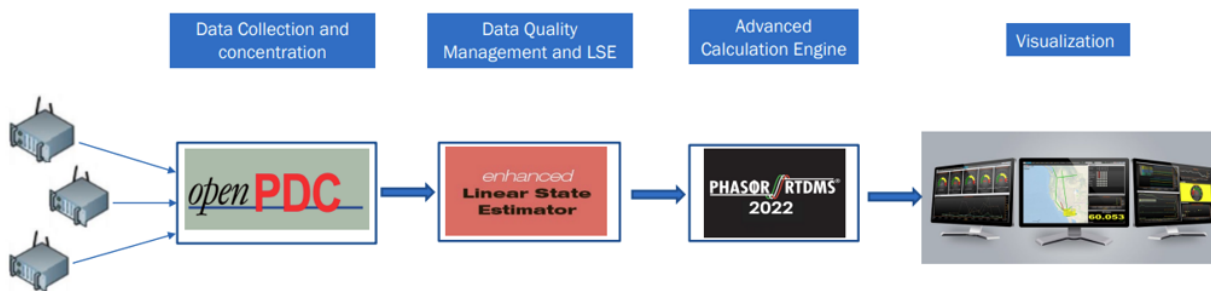 Data Collection and
concentration
Data Quality
Management and LSE
Advanced
Calculation Engine
Visualization
openPDC
enhanced
Linear State
Estimator
PHASOR RTDMS®
2022
60.053